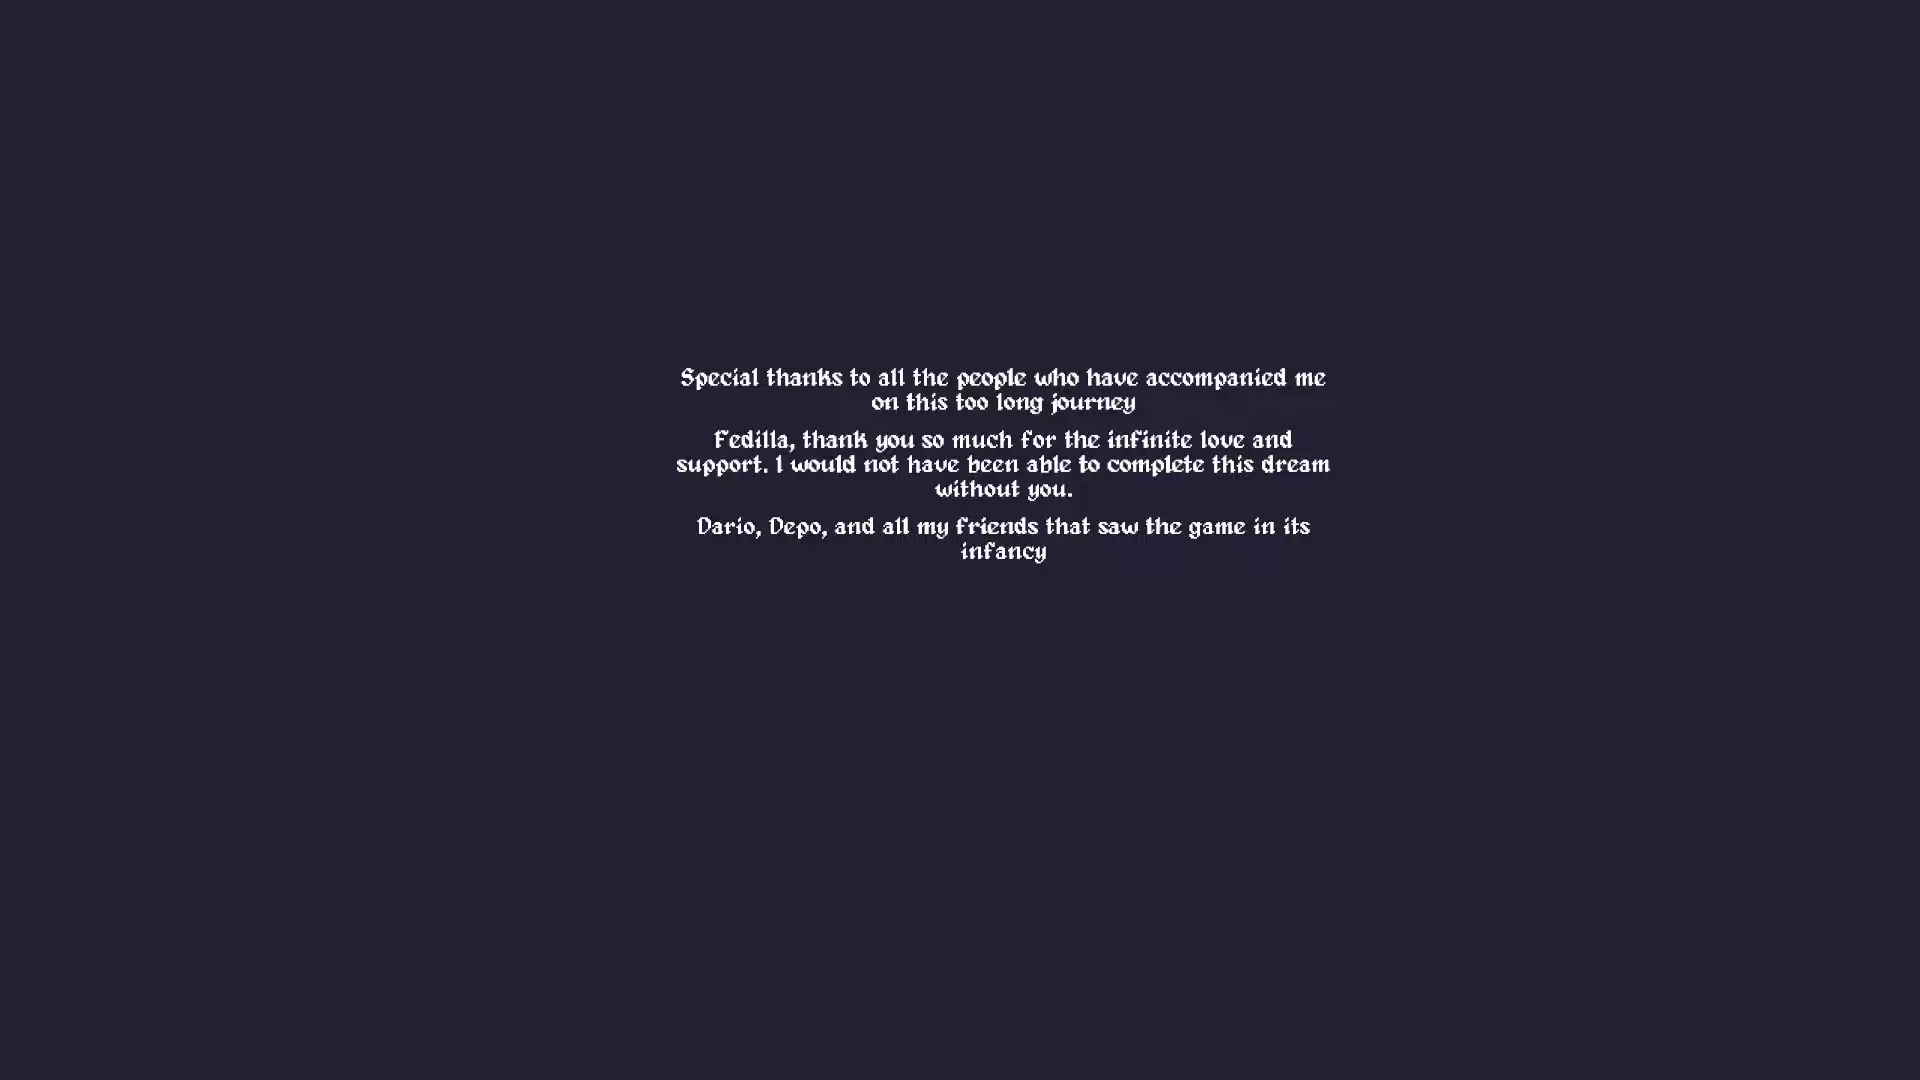 Special thanks to all the people who have accompanied me
on this too long journey
Fedilla, thank you so much for the infinite love and
support. I would not have been able to complete this dream
without you.
Dario, Depo, and all my friends that saw the game in its
infancy